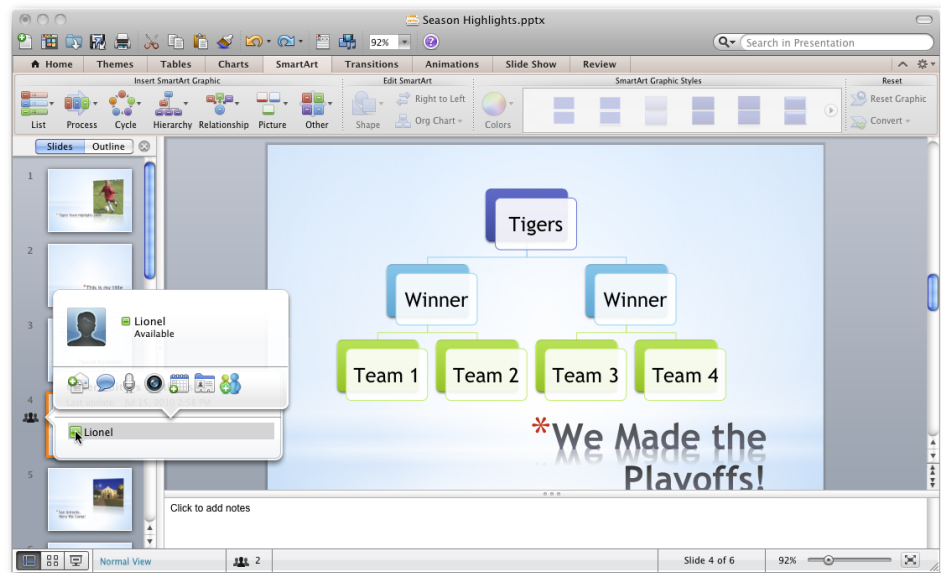 Season Highlights.pptx
92%
Search in Presentation
Home Themes Tables Charts SmartArt Transitions Animations Slide Show Review
Insert SmartArt Graphic Edit SmartArt SmartArt Graphic Styles Reset
List Process Cycle Hierarchy Relationship Picture Other Shape Right to Left Org Chart Colors Reset Graphic Convert
Slides Outline
1
2
*This is my title
3
Lionel
Available
4
Lionel
5
Tigers
Winner Winner
Team 1 Team 2 Team 3 Team 4
*We Made the
Playoffs!
Click to add notes
Normal View 2 Slide 4 of 6 92%